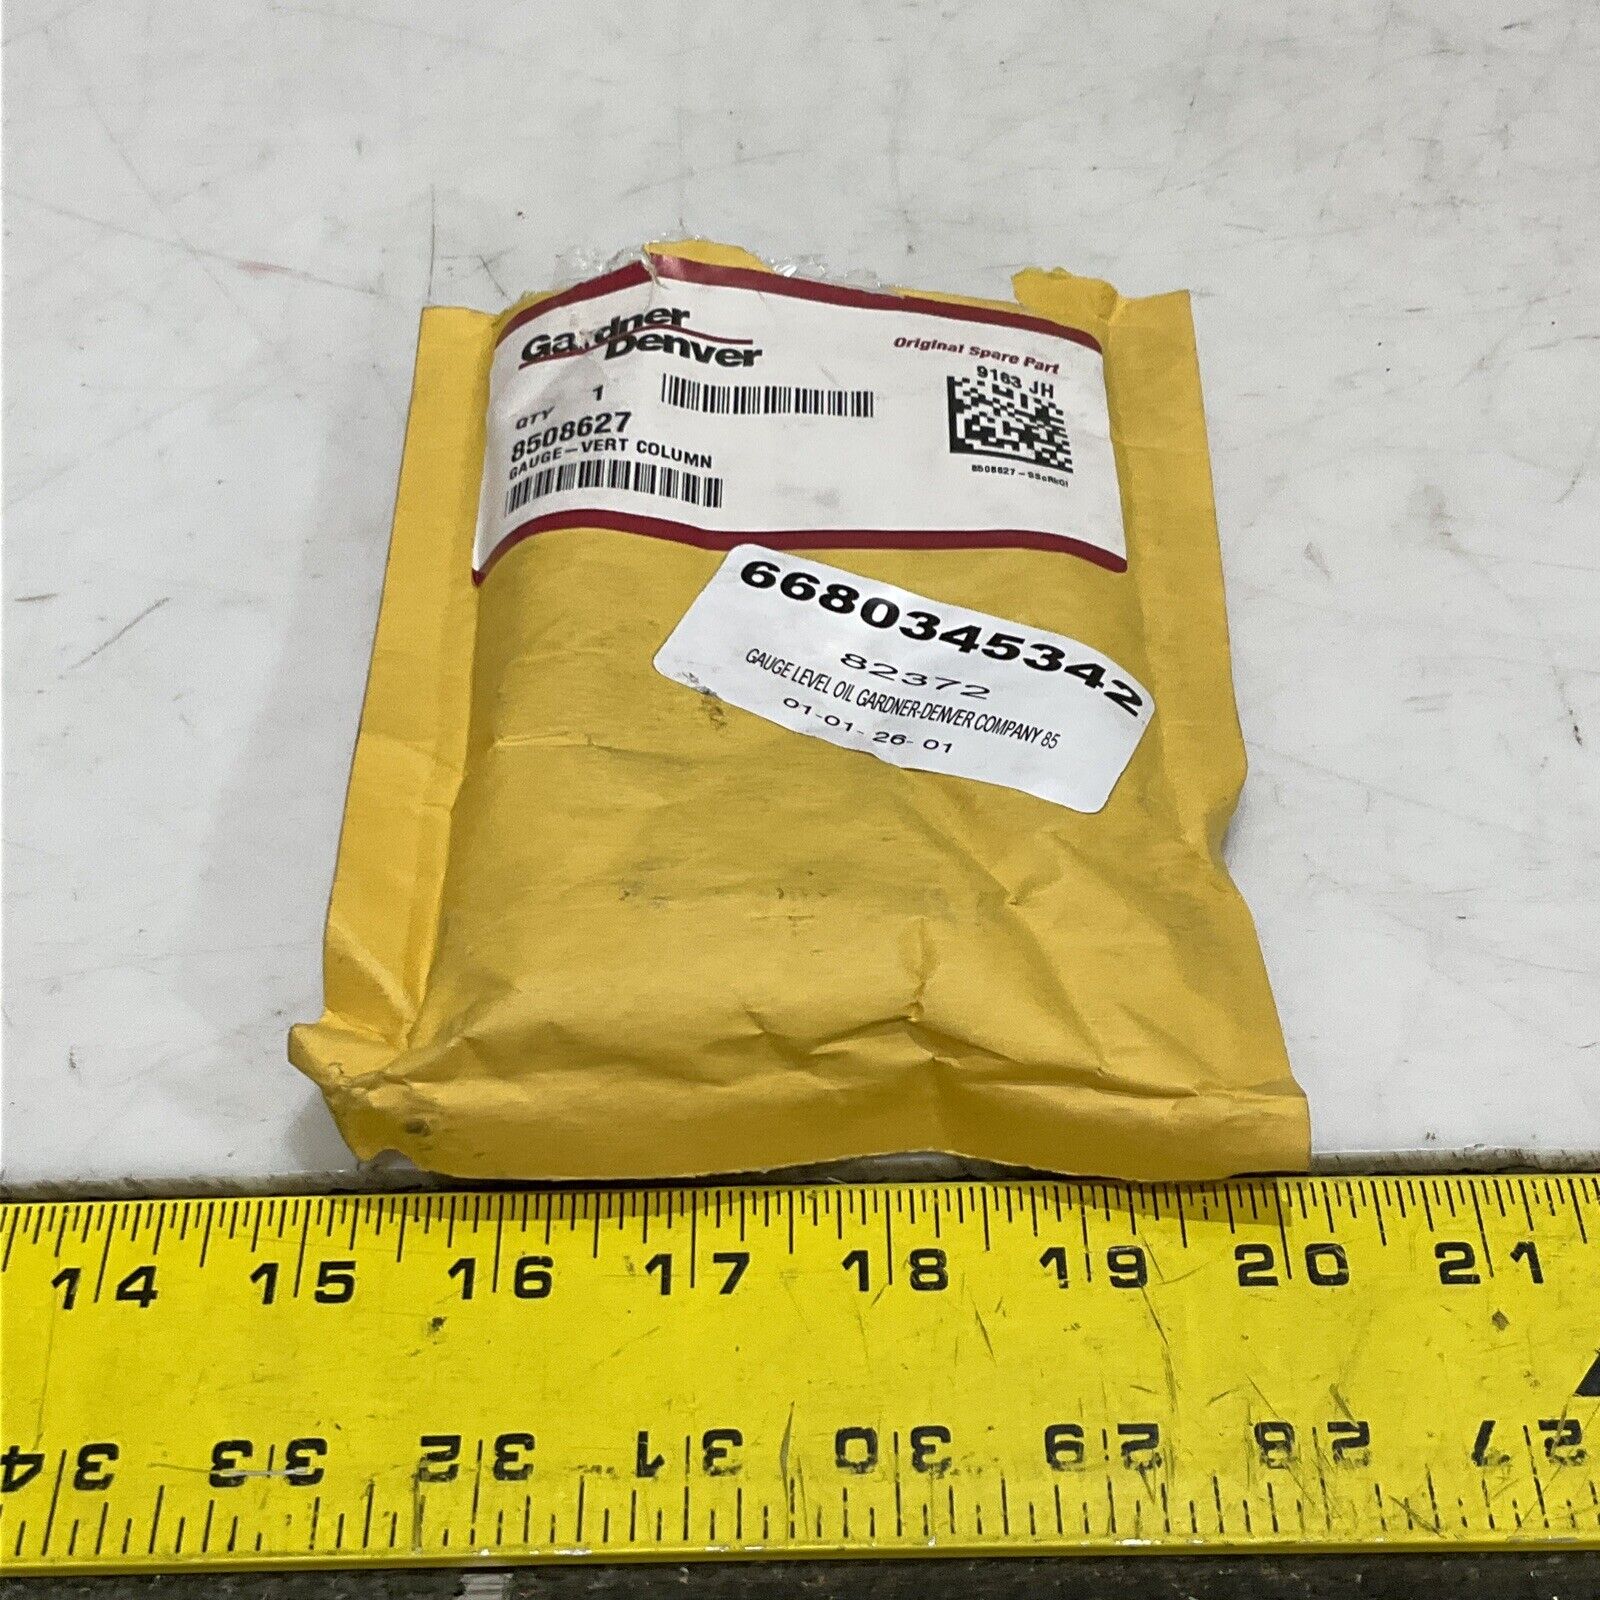 Gardner
Denver
Original Spare Part
QTY 1
9163 JH
8508627
GAUGE-VERT COLUMN
6680345342
82372
GAUGE LEVEL OIL GARDNER-DENVER COMPANY 85
01-01-26-01
14 15 16 17 18 19 20 21
34 33 32 31 30 29 28 27